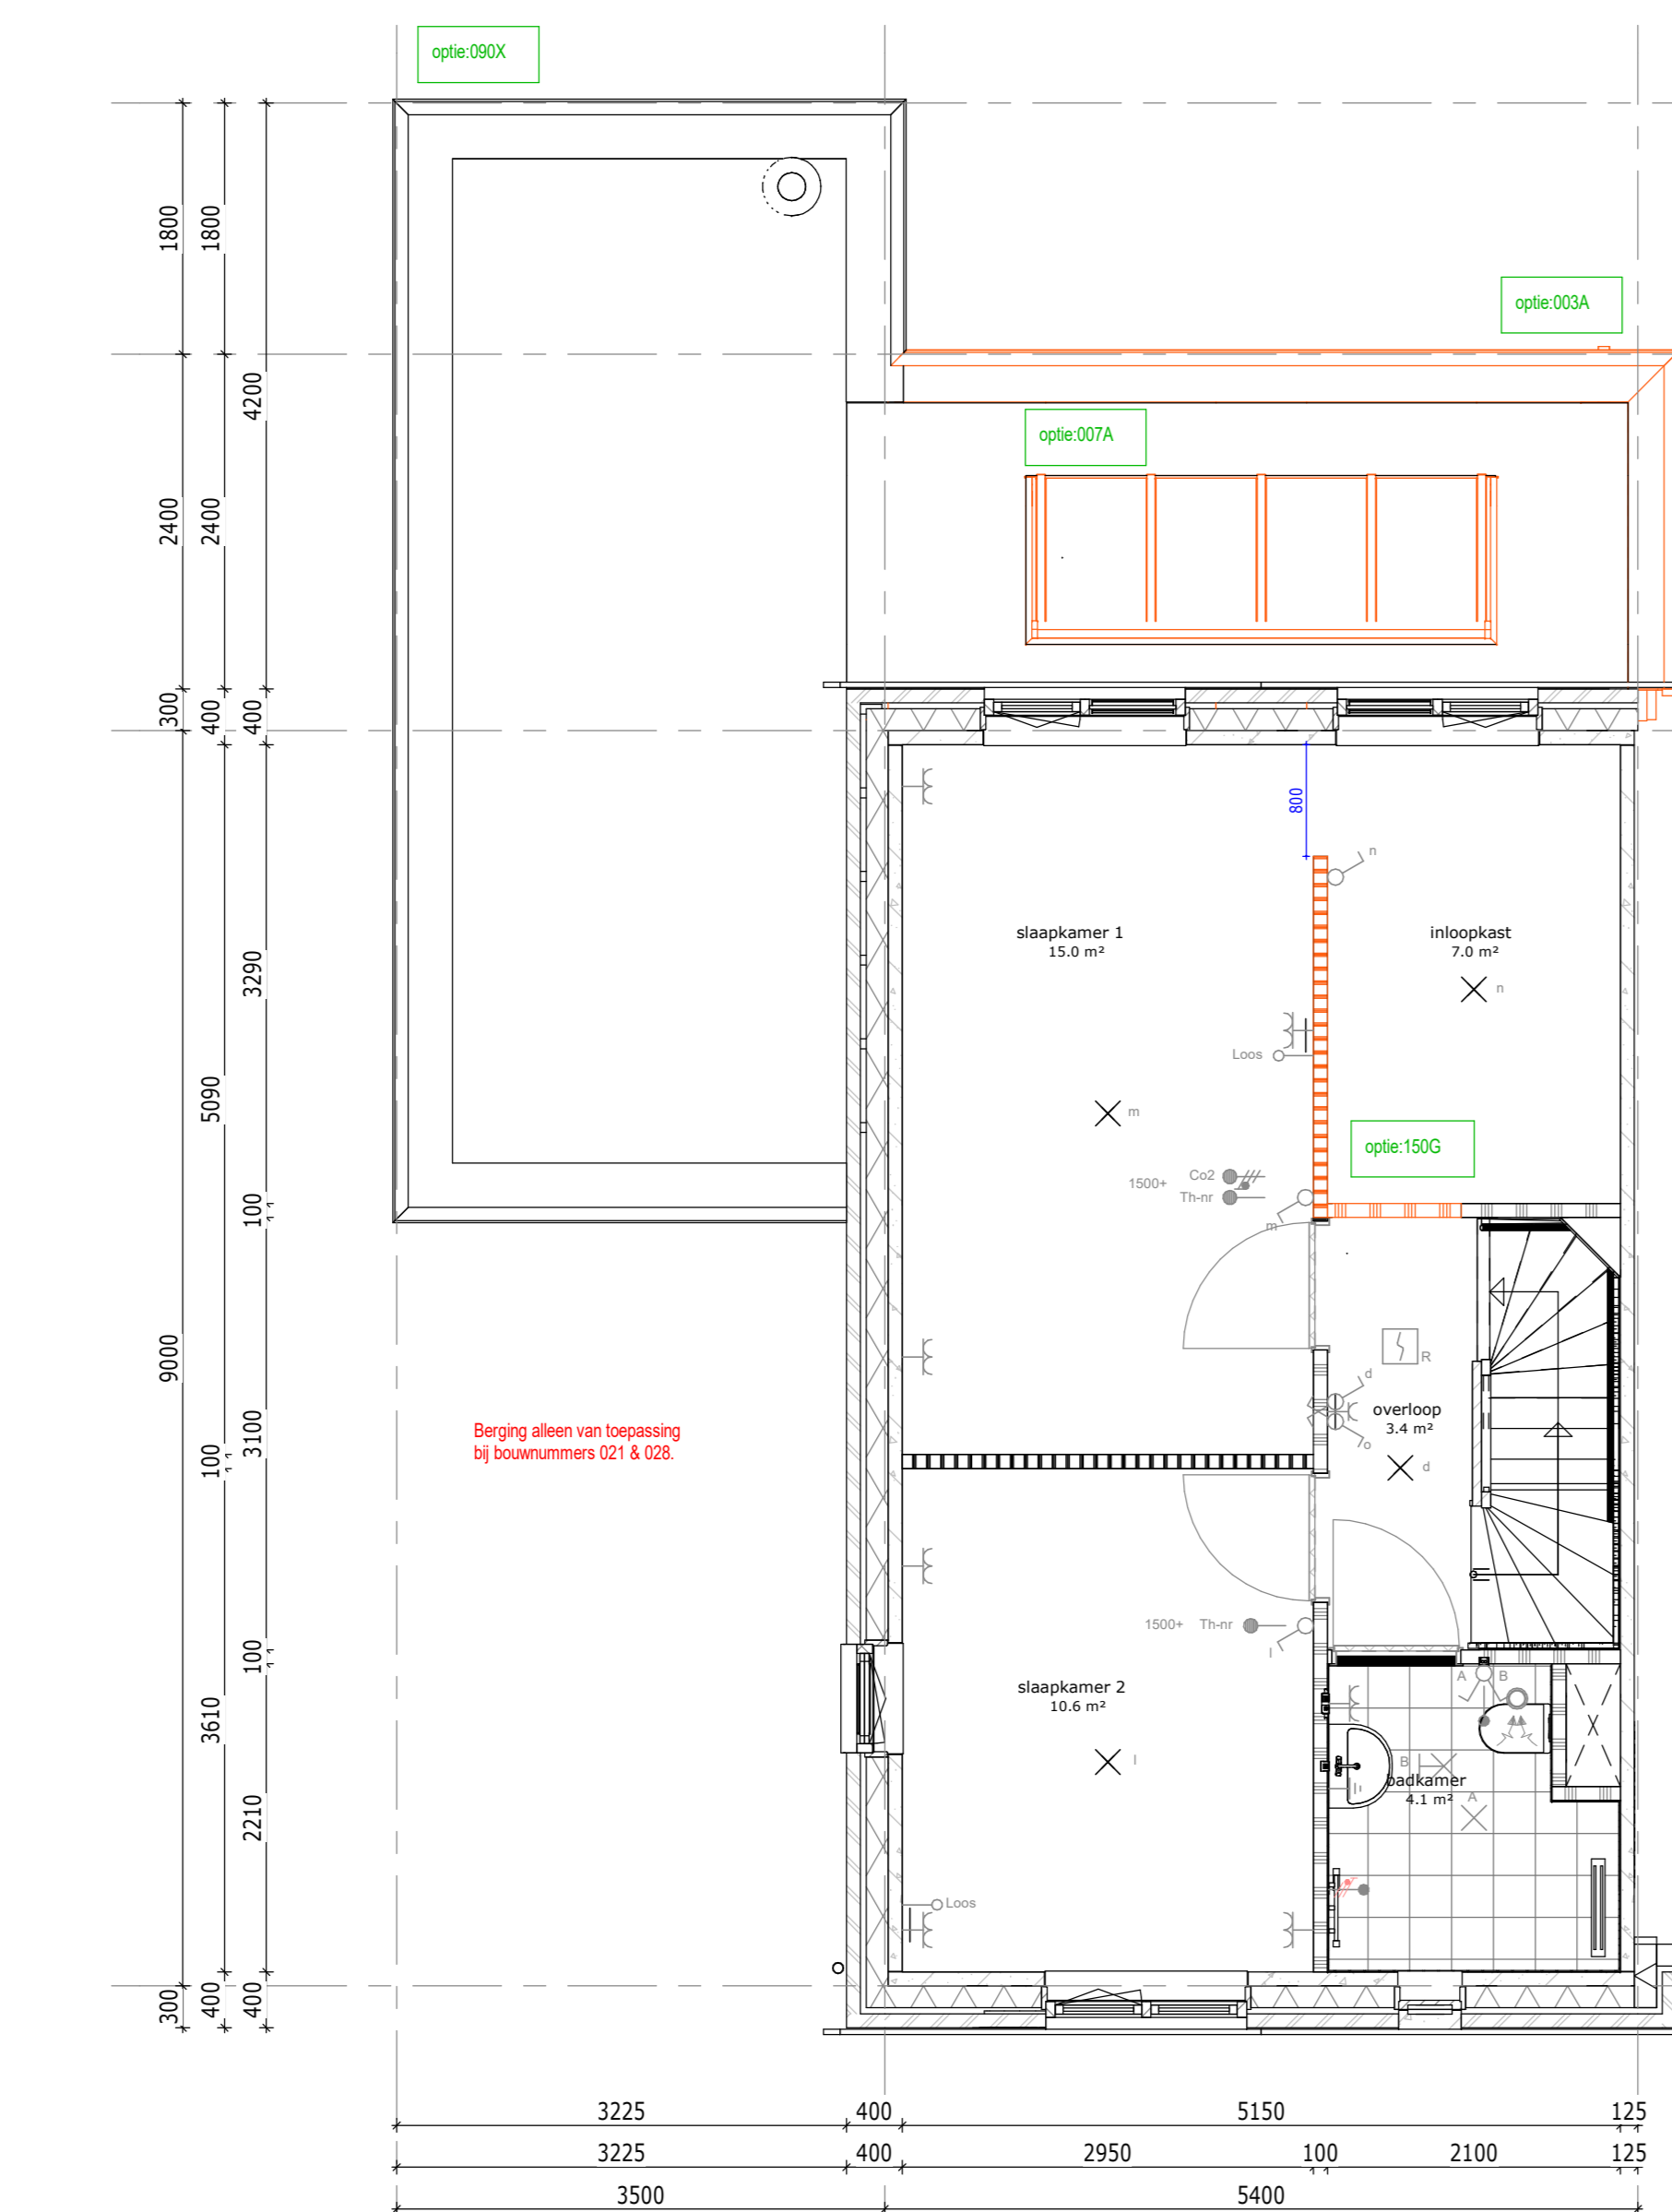 optie:090X
optie:003A
optie:007A
1800
1800
4200
2400
2400
300
400
400
800
n
slaapkamer 1
15.0 m²
inloopkast
7.0 m²
n
3290
Loos
5090
m
optie:150G
Co2
1500+
Th-nr
m
100
R
9000
d
overloop
3.4 m²
3100
Berging alleen van toepassing
bij bouwnummers 021 & 028.
o
100
d
1500+ Th-nr
l
100
A B
slaapkamer 2
10.6 m²
3610
l
B
badkamer
4.1 m²
A
2210
Loos
300
400
400
3225 400 5150 125
3225 400 2950 100 2100 125
3500 5400